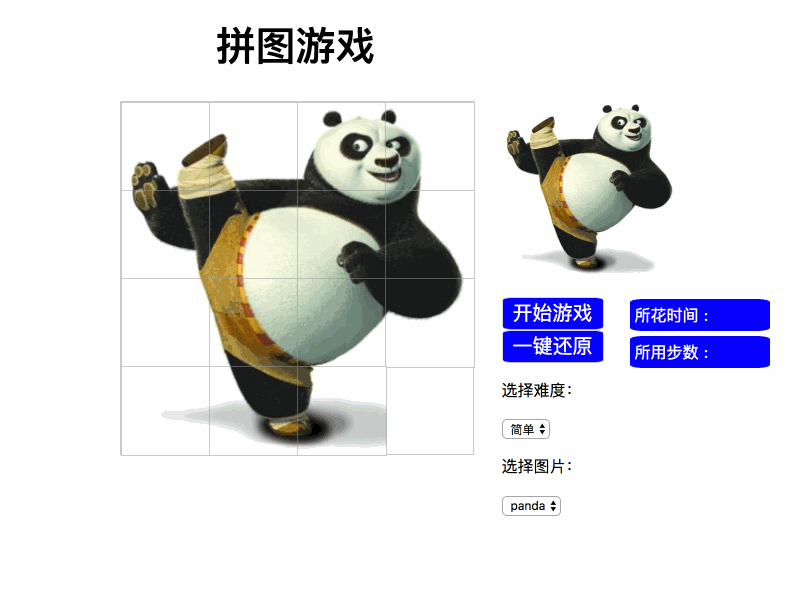 拼图游戏
开始游戏
所花时间：
一键还原
所用步数：
选择难度：
简单
选择图片：
panda